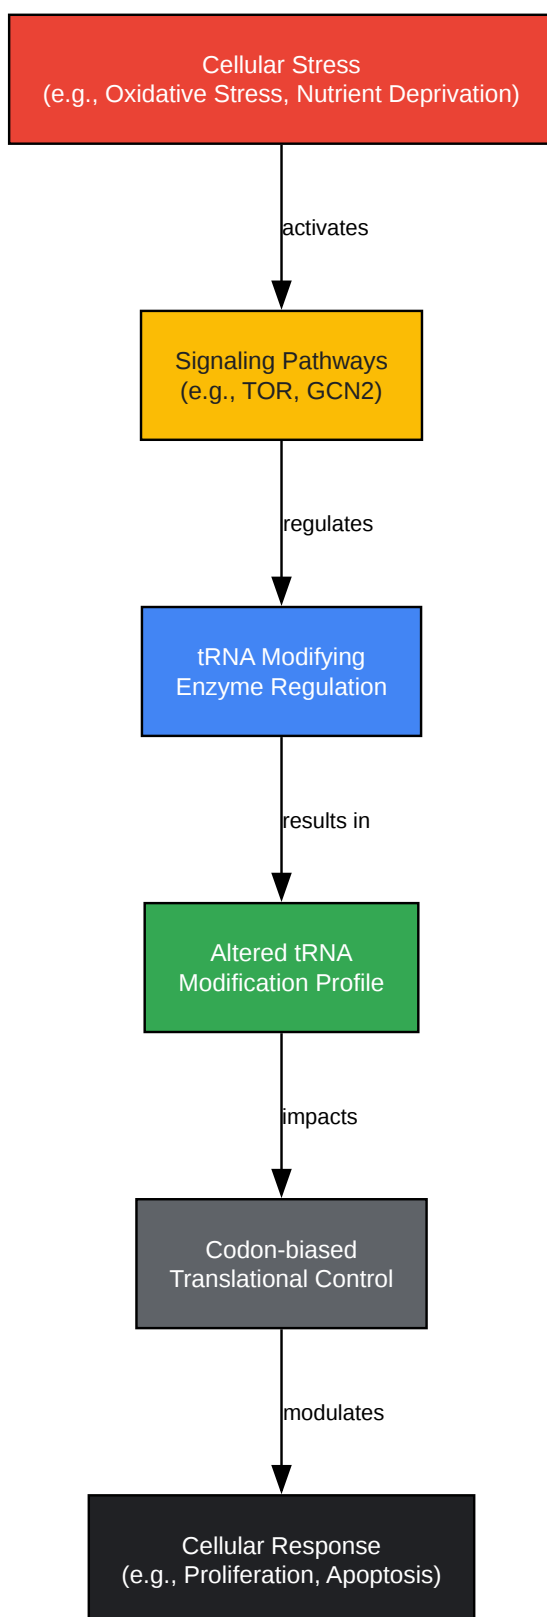 Cellular Stress
(e.g., Oxidative Stress, Nutrient Deprivation)
activates
Signaling Pathways
(e.g., TOR, GCN2)
regulates
tRNA Modifying
Enzyme Regulation
results in
Altered tRNA
Modification Profile
impacts
Codon-biased
Translational Control
modulates
Cellular Response
(e.g., Proliferation, Apoptosis)